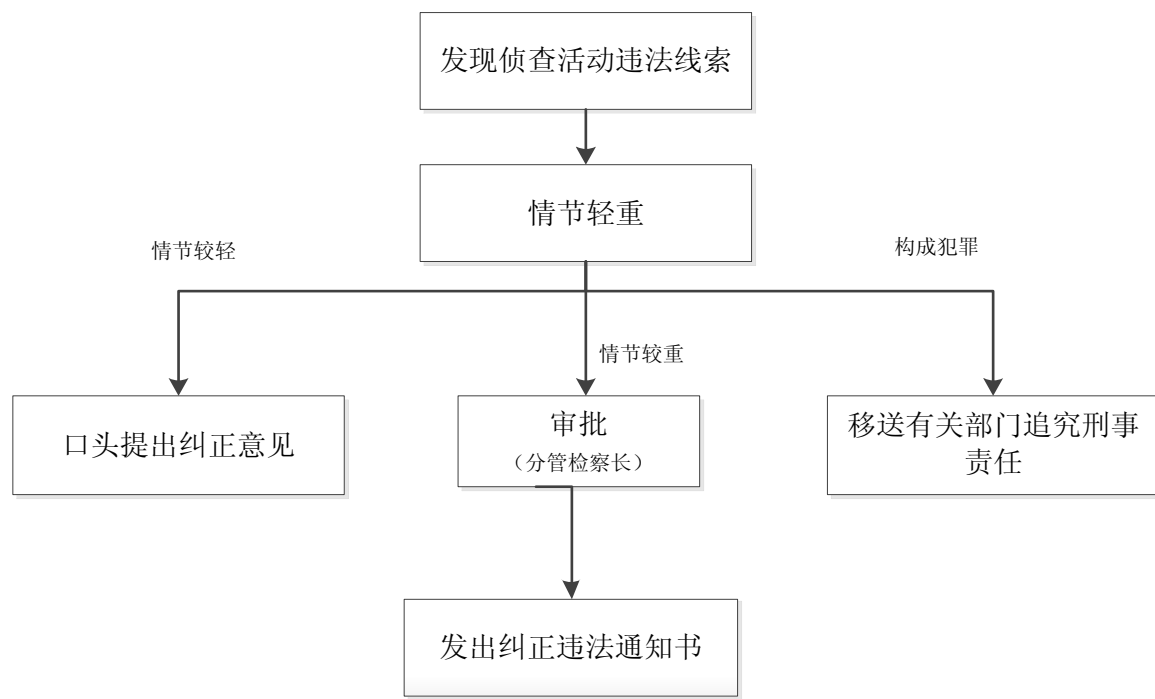 发现侦查活动违法线索
情节轻重
情节较轻
构成犯罪
情节较重
口头提出纠正意见
审批
（分管检察长）
移送有关部门追究刑事
责任
发出纠正违法通知书